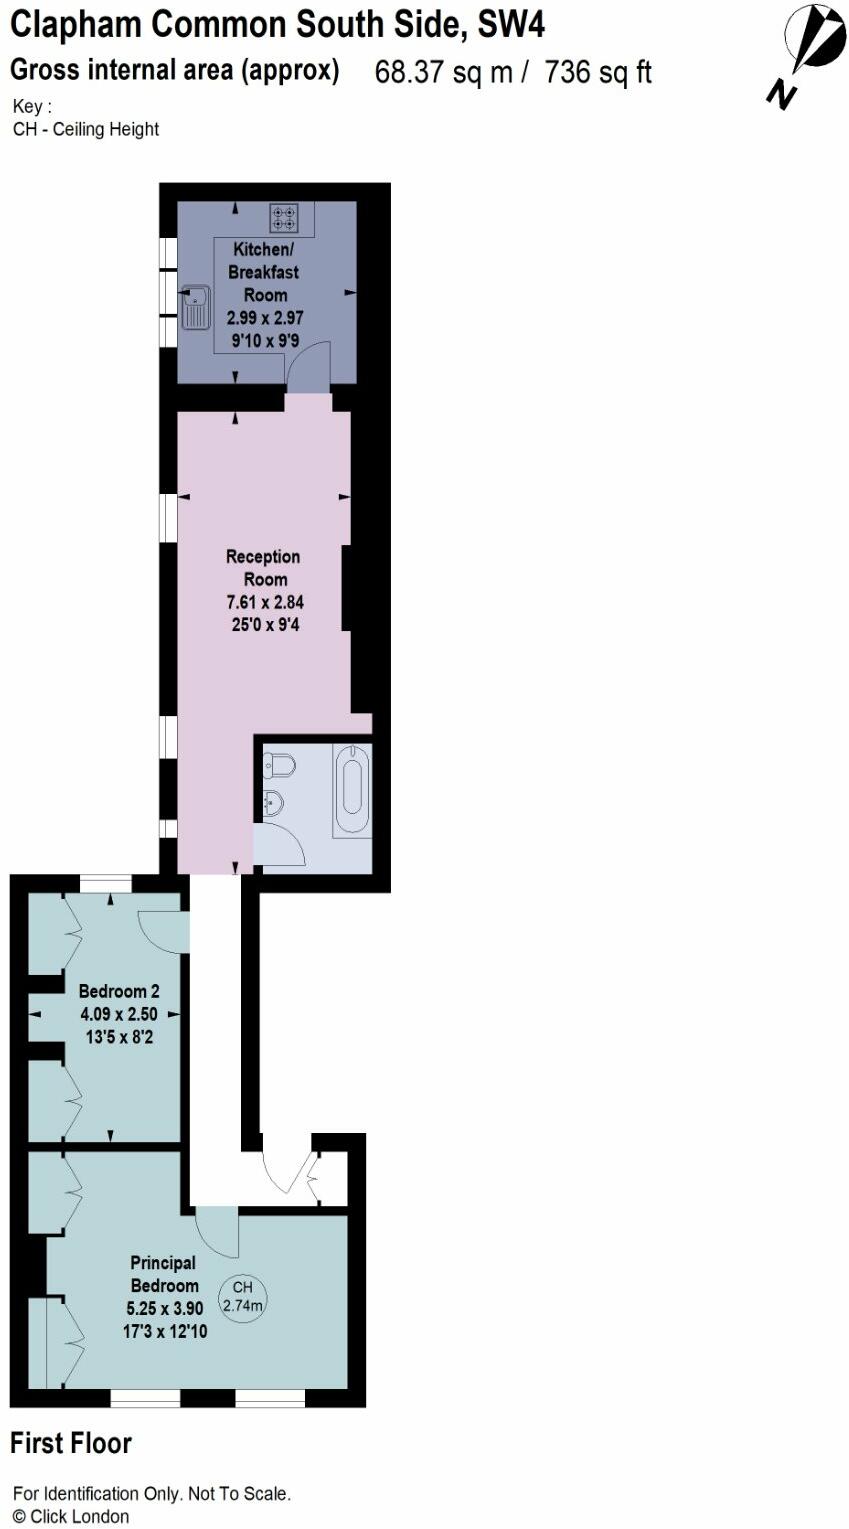 Clapham Common South Side, SW4
Gross internal area (approx) 68.37 sq m / 736 sq ft
Key :
CH - Ceiling Height
N
Kitchen/
Breakfast
Room
2.99 x 2.97
9'10 x 9'9
Reception
Room
7.61 x 2.84
25'0 x 9'4
Bedroom 2
4.09 x 2.50
13'5 x 8'2
Principal
Bedroom
5.25 x 3.90
17'3 x 12'10
CH
2.74m
First Floor
For Identification Only. Not To Scale.
© Click London